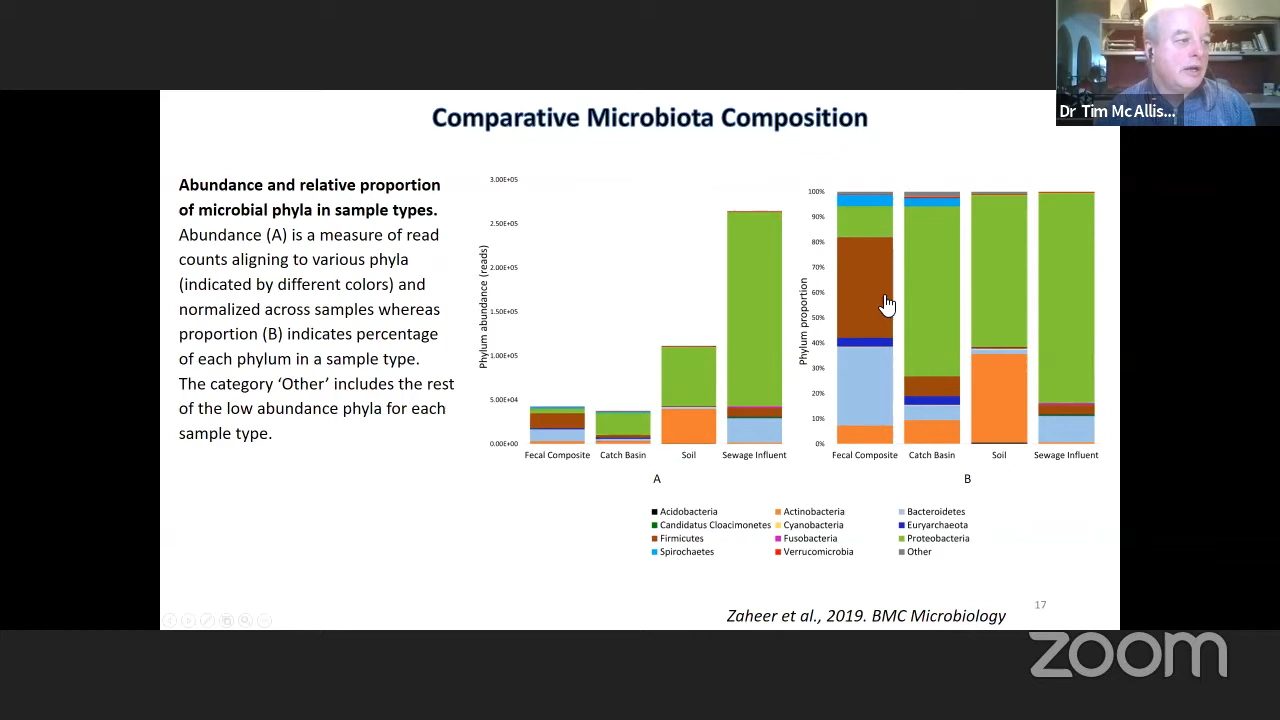 Dr Tim McAllis...
Comparative Microbiota Composition
Abundance and relative proportion
of microbial phyla in sample types.
Abundance (A) is a measure of read
counts aligning to various phyla
(indicated by different colors) and
normalized across samples whereas
proportion (B) indicates percentage
of each phylum in a sample type.
The category ‘Other’ includes the rest
of the low abundance phyla for each
sample type.
Phylum abundance (reads)
3.00E+05
2.50E+05
2.00E+05
1.50E+05
1.00E+05
5.00E+04
0.00E+00
Fecal Composite Catch Basin Soil Sewage Influent
A
Phylum proportion
100%
90%
80%
70%
60%
50%
40%
30%
20%
10%
0%
Fecal Composite Catch Basin Soil Sewage Influent
B
Acidobacteria Actinobacteria Bacteroidetes
Candidatus Cloacimonetes Cyanobacteria Euryarchaeota
Firmicutes Fusobacteria Proteobacteria
Spirochaetes Verrucomicrobia Other
17
Zaheer et al., 2019. BMC Microbiology
zoom